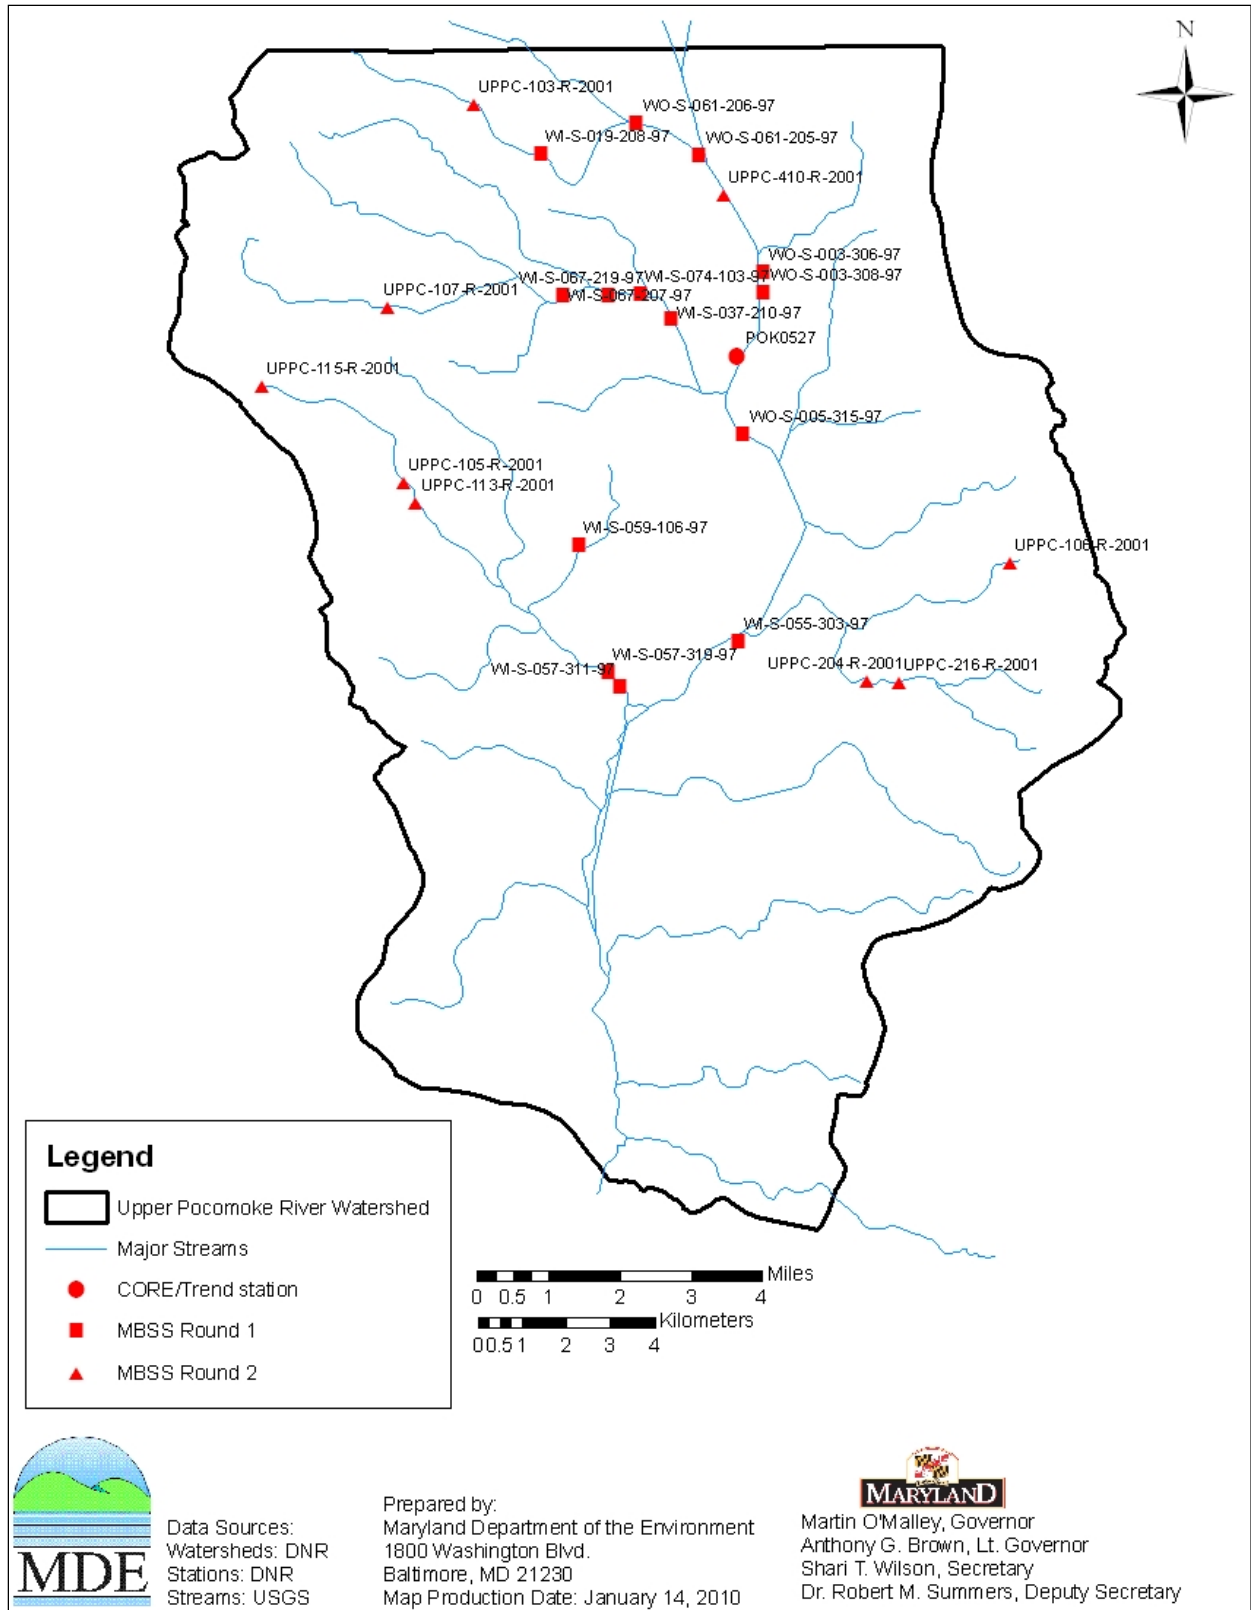 N
UPPC-103-R-2001
WO-S-061-206-97
WI-S-019-208-97
WO-S-061-205-97
UPPC-410-R-2001
WO-S-003-306-97
WI-S-067-219-97
WI-S-074-103-97
WO-S-003-308-97
UPPC-107-R-2001
WI-S-067-207-97
WI-S-037-210-97
POK0527
UPPC-115-R-2001
WO-S-005-315-97
UPPC-105-R-2001
UPPC-113-R-2001
WI-S-059-106-97
UPPC-106-R-2001
WI-S-055-303-97
WI-S-057-319-97
WI-S-057-311-97
UPPC-204-R-2001
UPPC-216-R-2001
Legend
Upper Pocomoke River Watershed
Major Streams
CORE/Trend station
MBSS Round 1
MBSS Round 2
Miles
0 0.5 1 2 3 4
Kilometers
0 0.5 1 2 3 4
MDE
Data Sources:
Watersheds: DNR
Stations: DNR
Streams: USGS
Prepared by:
Maryland Department of the Environment
1800 Washington Blvd.
Baltimore, MD 21230
Map Production Date: January 14, 2010
MARYLAND
Martin O'Malley, Governor
Anthony G. Brown, Lt. Governor
Shari T. Wilson, Secretary
Dr. Robert M. Summers, Deputy Secretary